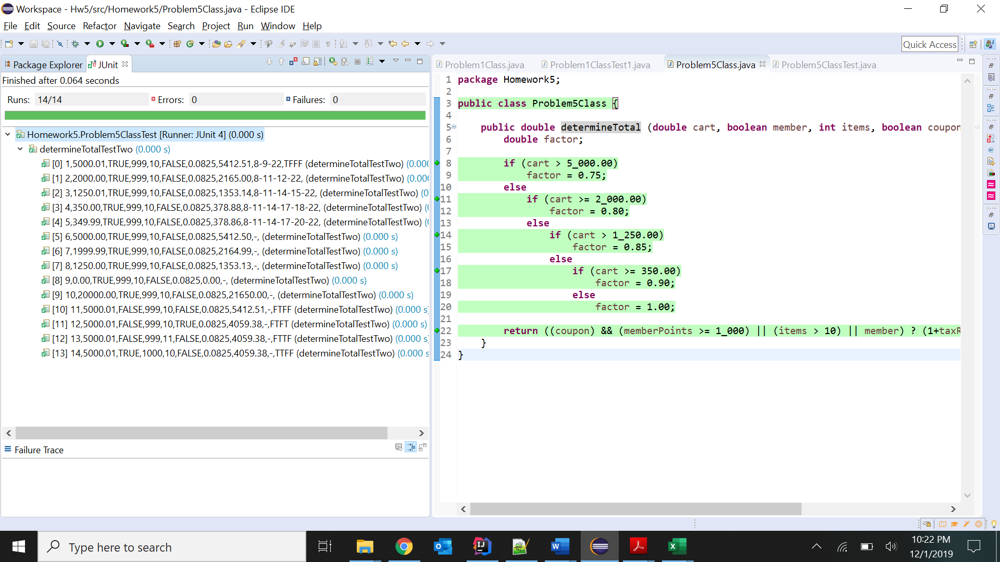 Workspace - Hw5/src/Homework5/Problem5Class.java - Eclipse IDE
File Edit Source Refactor Navigate Search Project Run Window Help
Quick Access
Package Explorer JUnit
Finished after 0.064 seconds
Runs: 14/14 Errors: 0 Failures: 0
Homework5.Problem5ClassTest [Runner: JUnit 4] (0.000 s)
determineTotalTestTwo (0.000 s)
[0] 1,5000.01,TRUE,999,10,FALSE,0.0825,5412.51,8-9-22,TFFF (determineTotalTestTwo) (0.000
[1] 2,2000.00,TRUE,999,10,FALSE,0.0825,2165.00,8-11-12-22, (determineTotalTestTwo) (0.000
[2] 3,1250.01,TRUE,999,10,FALSE,0.0825,1353.14,8-11-14-15-22, (determineTotalTestTwo) (0
[3] 4,350.00,TRUE,999,10,FALSE,0.0825,378.88,8-11-14-17-18-22, (determineTotalTestTwo) (
[4] 5,349.99,TRUE,999,10,FALSE,0.0825,378.86,8-11-14-17-20-22, (determineTotalTestTwo) (
[5] 6,5000.00,TRUE,999,10,FALSE,0.0825,5412.50,-, (determineTotalTestTwo) (0.000 s)
[6] 7,1999.99,TRUE,999,10,FALSE,0.0825,2164.99,-, (determineTotalTestTwo) (0.000 s)
[7] 8,1250.00,TRUE,999,10,FALSE,0.0825,1353.13,-, (determineTotalTestTwo) (0.000 s)
[8] 9,0.00,TRUE,999,10,FALSE,0.0825,0.00,-, (determineTotalTestTwo) (0.000 s)
[9] 10,20000.00,TRUE,999,10,FALSE,0.0825,21650.00,-, (determineTotalTestTwo) (0.000 s)
[10] 11,5000.01,FALSE,999,10,FALSE,0.0825,5412.51,-,FTFF (determineTotalTestTwo) (0.000 s)
[11] 12,5000.01,FALSE,999,10,TRUE,0.0825,4059.38,-,FTFT (determineTotalTestTwo) (0.000 s)
[12] 13,5000.01,FALSE,999,11,FALSE,0.0825,4059.38,-,FTTF (determineTotalTestTwo) (0.000 s)
[13] 14,5000.01,TRUE,1000,10,FALSE,0.0825,4059.38,-,TTFF (determineTotalTestTwo) (0.000 s
Failure Trace
Problem1Class.java Problem1ClassTest1.java Problem5Class.java Problem5ClassTest.java
1 package Homework5;
2
3 public class Problem5Class {
4
5 public double determineTotal (double cart, boolean member, int items, boolean coupon
6 double factor;
7
8 if (cart > 5_000.00)
9 factor = 0.75;
10 else
11 if (cart >= 2_000.00)
12 factor = 0.80;
13 else
14 if (cart > 1_250.00)
15 factor = 0.85;
16 else
17 if (cart >= 350.00)
18 factor = 0.90;
19 else
20 factor = 1.00;
21
22 return ((coupon) && (memberPoints >= 1_000) || (items > 10) || member) ? (1+taxR
23 }
24 }
Type here to search
10:22 PM
12/1/2019